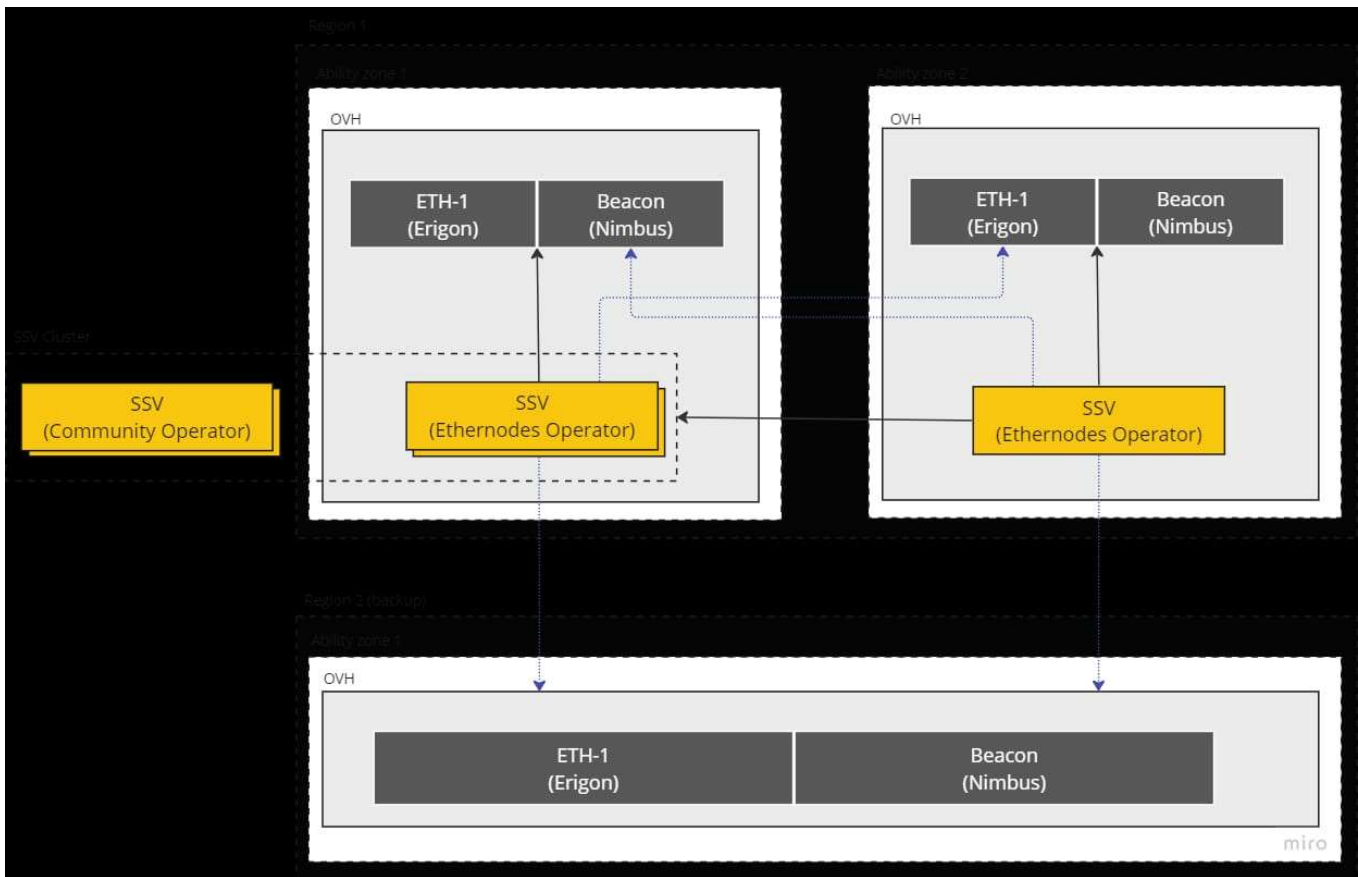 Region 1
Ability zone 1
Ability zone 2
OVH
OVH
ETH-1
(Erigon)
Beacon
(Nimbus)
ETH-1
(Erigon)
Beacon
(Nimbus)
SSV Cluster
SSV
(Community Operator)
SSV
(Ethernodes Operator)
SSV
(Ethernodes Operator)
Region 2 (backup)
Ability zone 1
OVH
ETH-1
(Erigon)
Beacon
(Nimbus)
miro